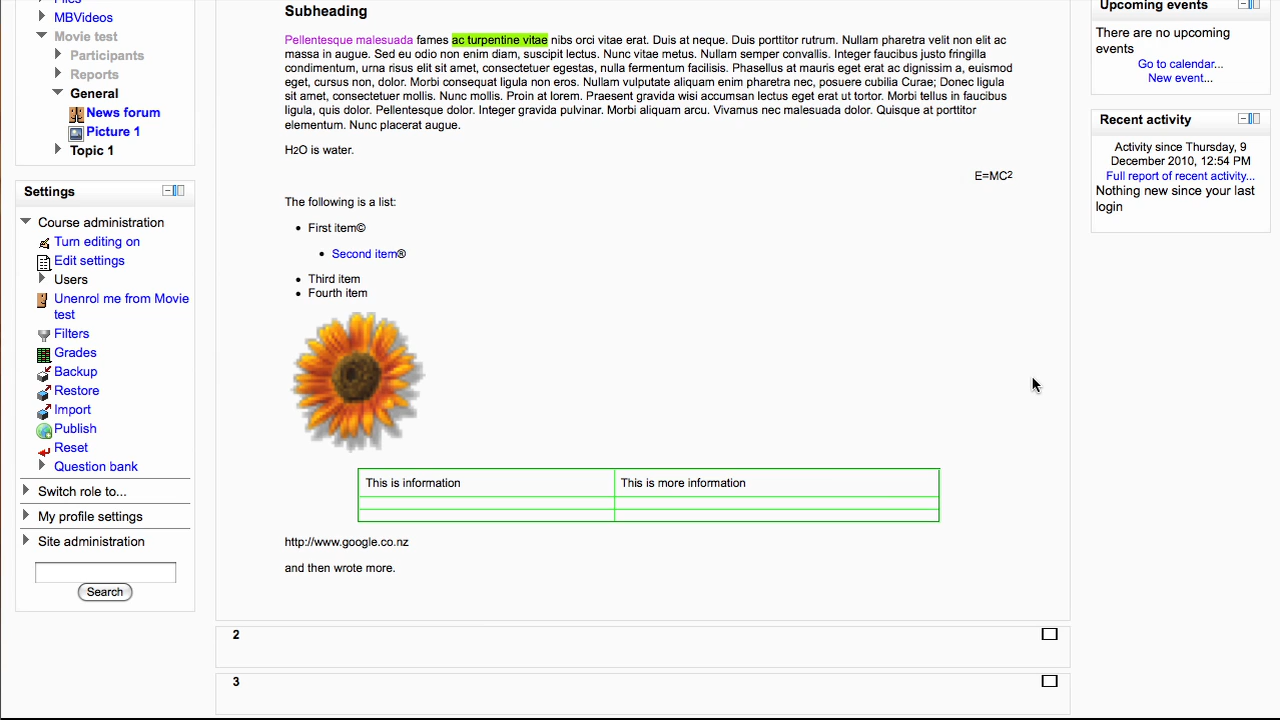 Files
MBVideos
Movie test
Participants
Reports
General
News forum
Picture 1
Topic 1
Settings
Course administration
Turn editing on
Edit settings
Users
Unenrol me from Movie
test
Filters
Grades
Backup
Restore
Import
Publish
Reset
Question bank
Switch role to...
My profile settings
Site administration
Search
Subheading
Pellentesque malesuada fames ac turpentine vitae nibs orci vitae erat. Duis at neque. Duis porttitor rutrum. Nullam pharetra velit non elit ac
massa in augue. Sed eu odio non enim diam, suscipit lectus. Nunc vitae metus. Nullam semper convallis. Integer faucibus justo fringilla
condimentum, urna risus elit sit amet, consectetuer egestas, nulla fermentum facilisis. Phasellus at mauris eget erat ac dignissim a, euismod
eget, cursus non, dolor. Morbi consequat ligula non eros. Nullam vulputate aliquam enim pharetra nec, posuere cubilia Curae; Donec ligula
sit amet, consectetuer mollis. Nunc mollis. Proin at lorem. Praesent gravida wisi accumsan lectus eget erat ut tortor. Morbi tellus in faucibus
ligula, quis dolor. Pellentesque dolor. Integer gravida pulvinar. Morbi aliquam arcu. Vivamus nec malesuada dolor. Quisque at porttitor
elementum. Nunc placerat augue.
H2O is water.
E=MC2
The following is a list:
First item©
Second item®
Third item
Fourth item
This is information
This is more information
http://www.google.co.nz
and then wrote more.
2
3
Upcoming events
There are no upcoming
events
Go to calendar...
New event...
Recent activity
Activity since Thursday, 9
December 2010, 12:54 PM
Full report of recent activity...
Nothing new since your last
login